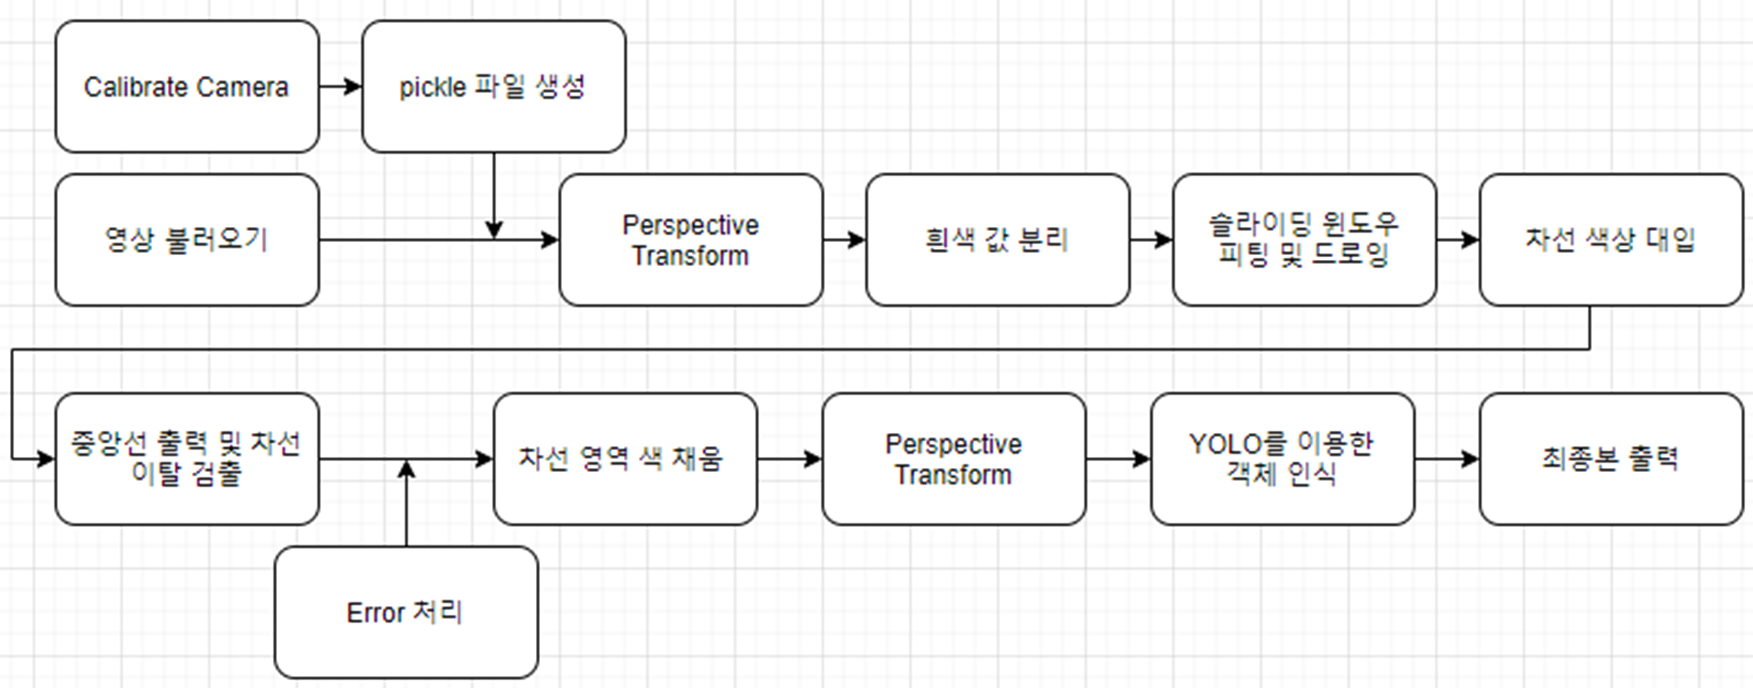 Calibrate Camera
pickle 파일 생성
영상 불러오기
Perspective
Transform
흰색 값 분리
슬라이딩 윈도우
피팅 및 드로잉
차선 색상 대입
중앙선 출력 및 차선
이탈 검출
차선 영역 색 채움
Perspective
Transform
YOLO를 이용한
객체 인식
최종본 출력
Error 처리